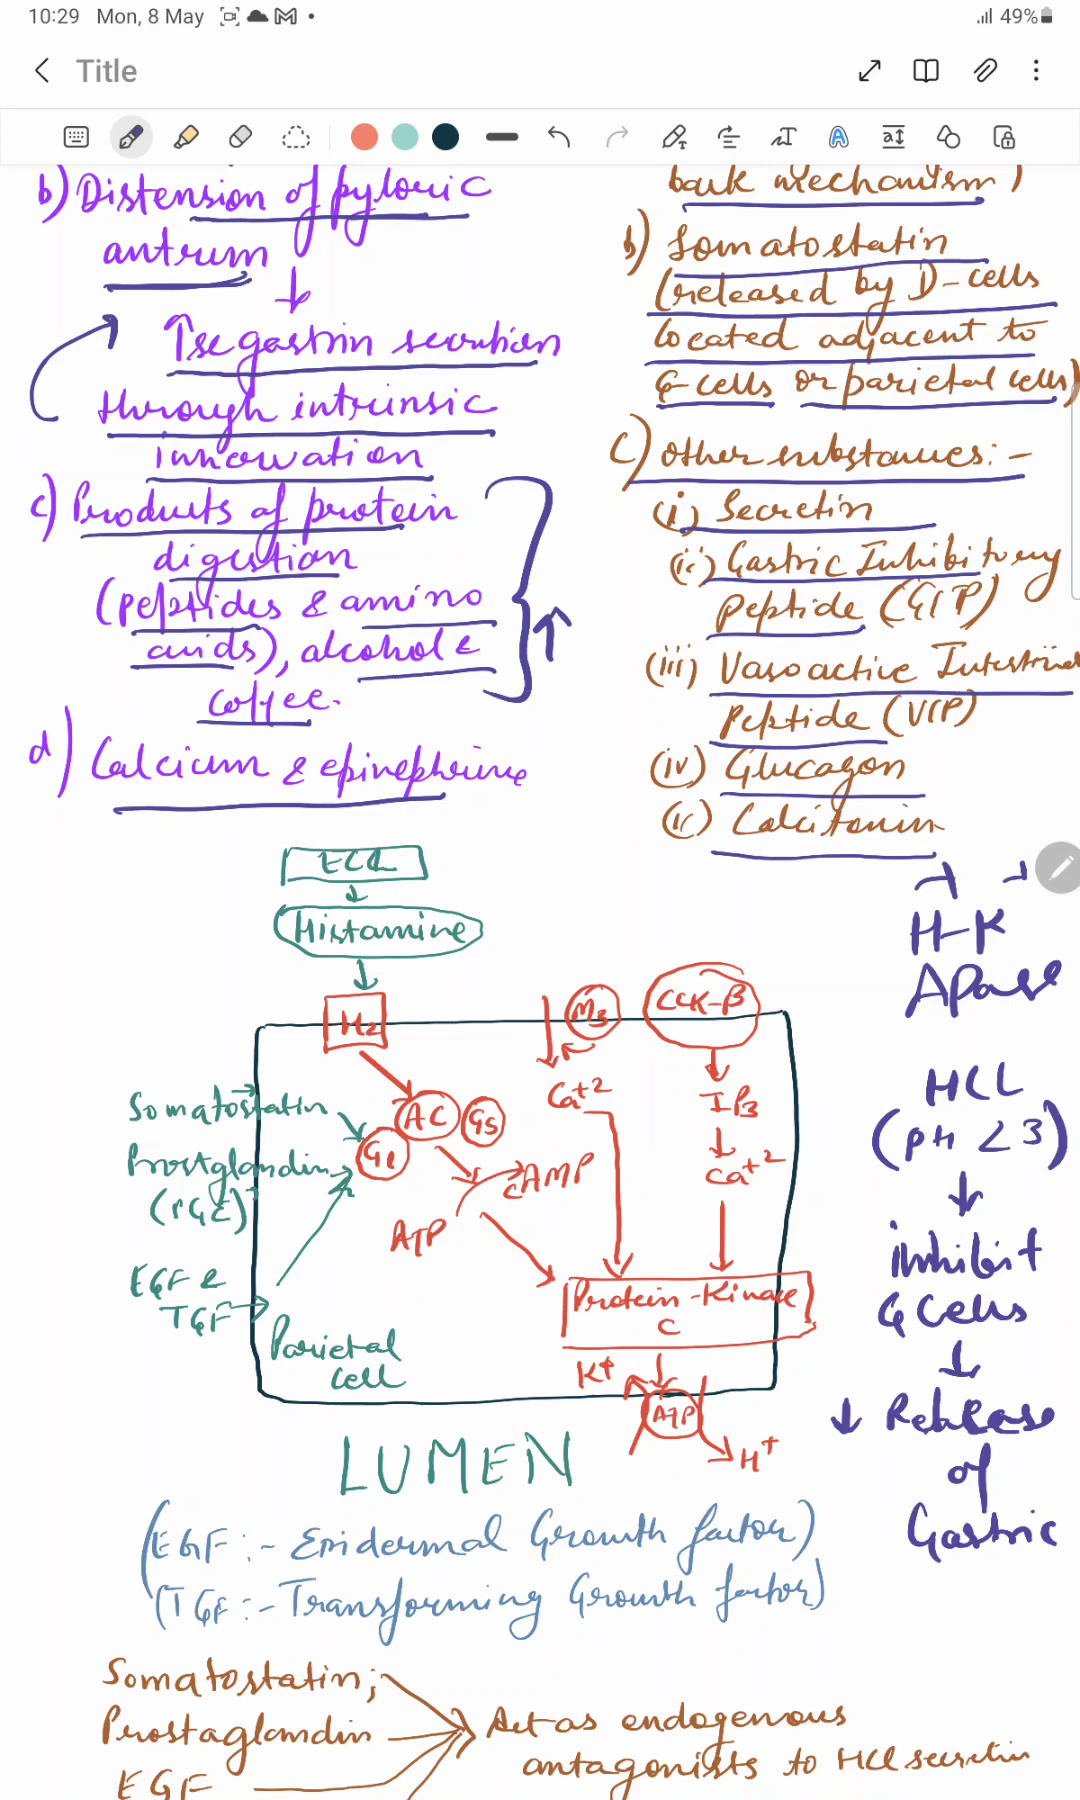 10:29 Mon, 8 May
49%
Title
b) Distension of pyloric
antrum
↓
↑se gastrin secretion
through intrinsic
innervation
c) Products of protein
digestion
(peptides & amino
acids), alcohol &
coffee.
↑
d) Calcium & epinephrine
back mechanism)
b) Somatostatin
(released by D-cells
located adjacent to
G-cells or parietal cells)
c) other substances:-
(i) Secretin
(ii) Gastric Inhibitory
Peptide (GIP)
(iii) Vasoactive Intestinal
Peptide (VIP)
(iv) Glucagon
(v) Calcitonin
ECL
Histamine
H2
M3
CCK-β
Ca+2
IP3
Ca+2
Somatostatin
AC
Gs
Gi
Prostglandin
(PGE)
cAMP
ATP
EGF &
TGF
Protein-Kinase
C
Parietal
cell
K+
ATP
H+
LUMEN
H-K
APase
HCL
(pH < 3)
↓
inhibit
G Cells
↓
↓ Release
of
Gastric
(EGF:- Epidermal Growth factor)
(TGF:- Transforming Growth factor)
Somatostatin;
Prostaglandin
EGF
Act as endogenous
antagonists to HCl secretin